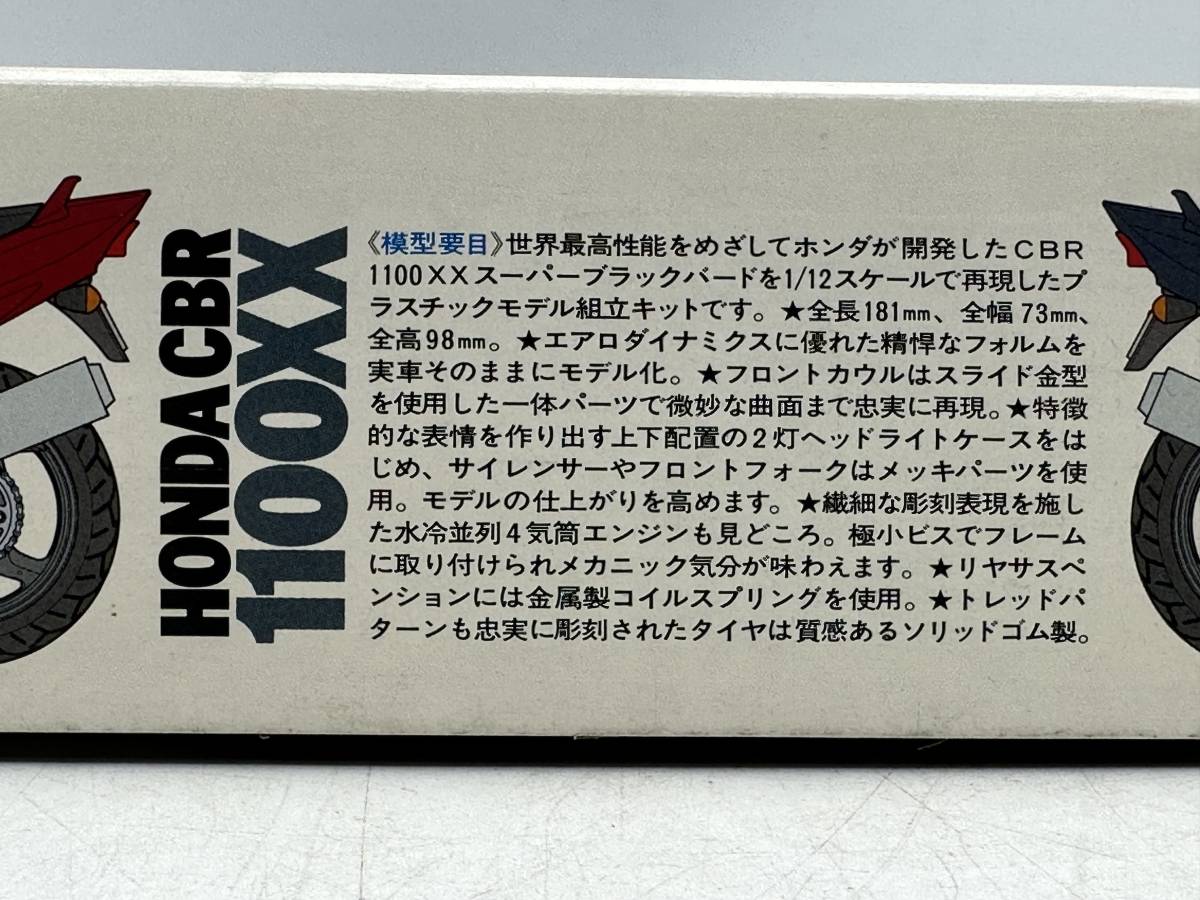 HONDA CBR
1100XX
《模型要目》世界最高性能をめざしてホンダが開発したCBR
1100XXスーパーブラックバードを1/12スケールで再現したプ
ラスチックモデル組立キットです。★全長181mm、全幅73mm、
全高98mm。★エアロダイナミクスに優れた精悍なフォルムを
実車そのままにモデル化。★フロントカウルはスライド金型
を使用した一体パーツで微妙な曲面まで忠実に再現。★特徴
的な表情を作り出す上下配置の2灯ヘッドライトケースをは
じめ、サイレンサーやフロントフォークはメッキパーツを使
用。モデルの仕上がりを高めます。★繊細な彫刻表現を施し
た水冷並列4気筒エンジンも見どころ。極小ビスでフレーム
に取り付けられメカニック気分が味わえます。★リヤサスペ
ンションには金属製コイルスプリングを使用。★トレッドパ
ターンも忠実に彫刻されたタイヤは質感あるソリッドゴム製。